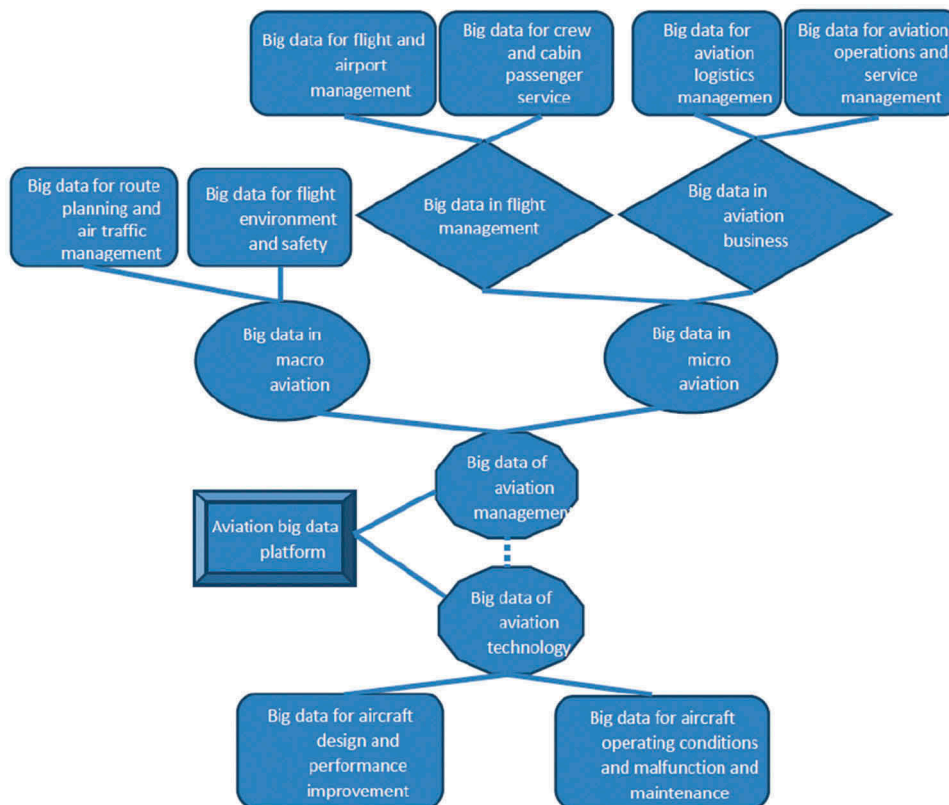 Big data for flight and
airport
management
Big data for crew
and cabin
passenger
service
Big data for
aviation
logistics
managemen
Big data for aviation
operations and
service
management
Big data for route
planning and
air traffic
management
Big data for flight
environment
and safety
Big data in flight
management
Big data in
aviation
business
Big data in
macro
aviation
Big data in
micro
aviation
Big data of
aviation
management
Aviation big data
platform
Big data of
aviation
technology
Big data for aircraft
design and
performance
improvement
Big data for aircraft
operating conditions
and malfunction and
maintenance